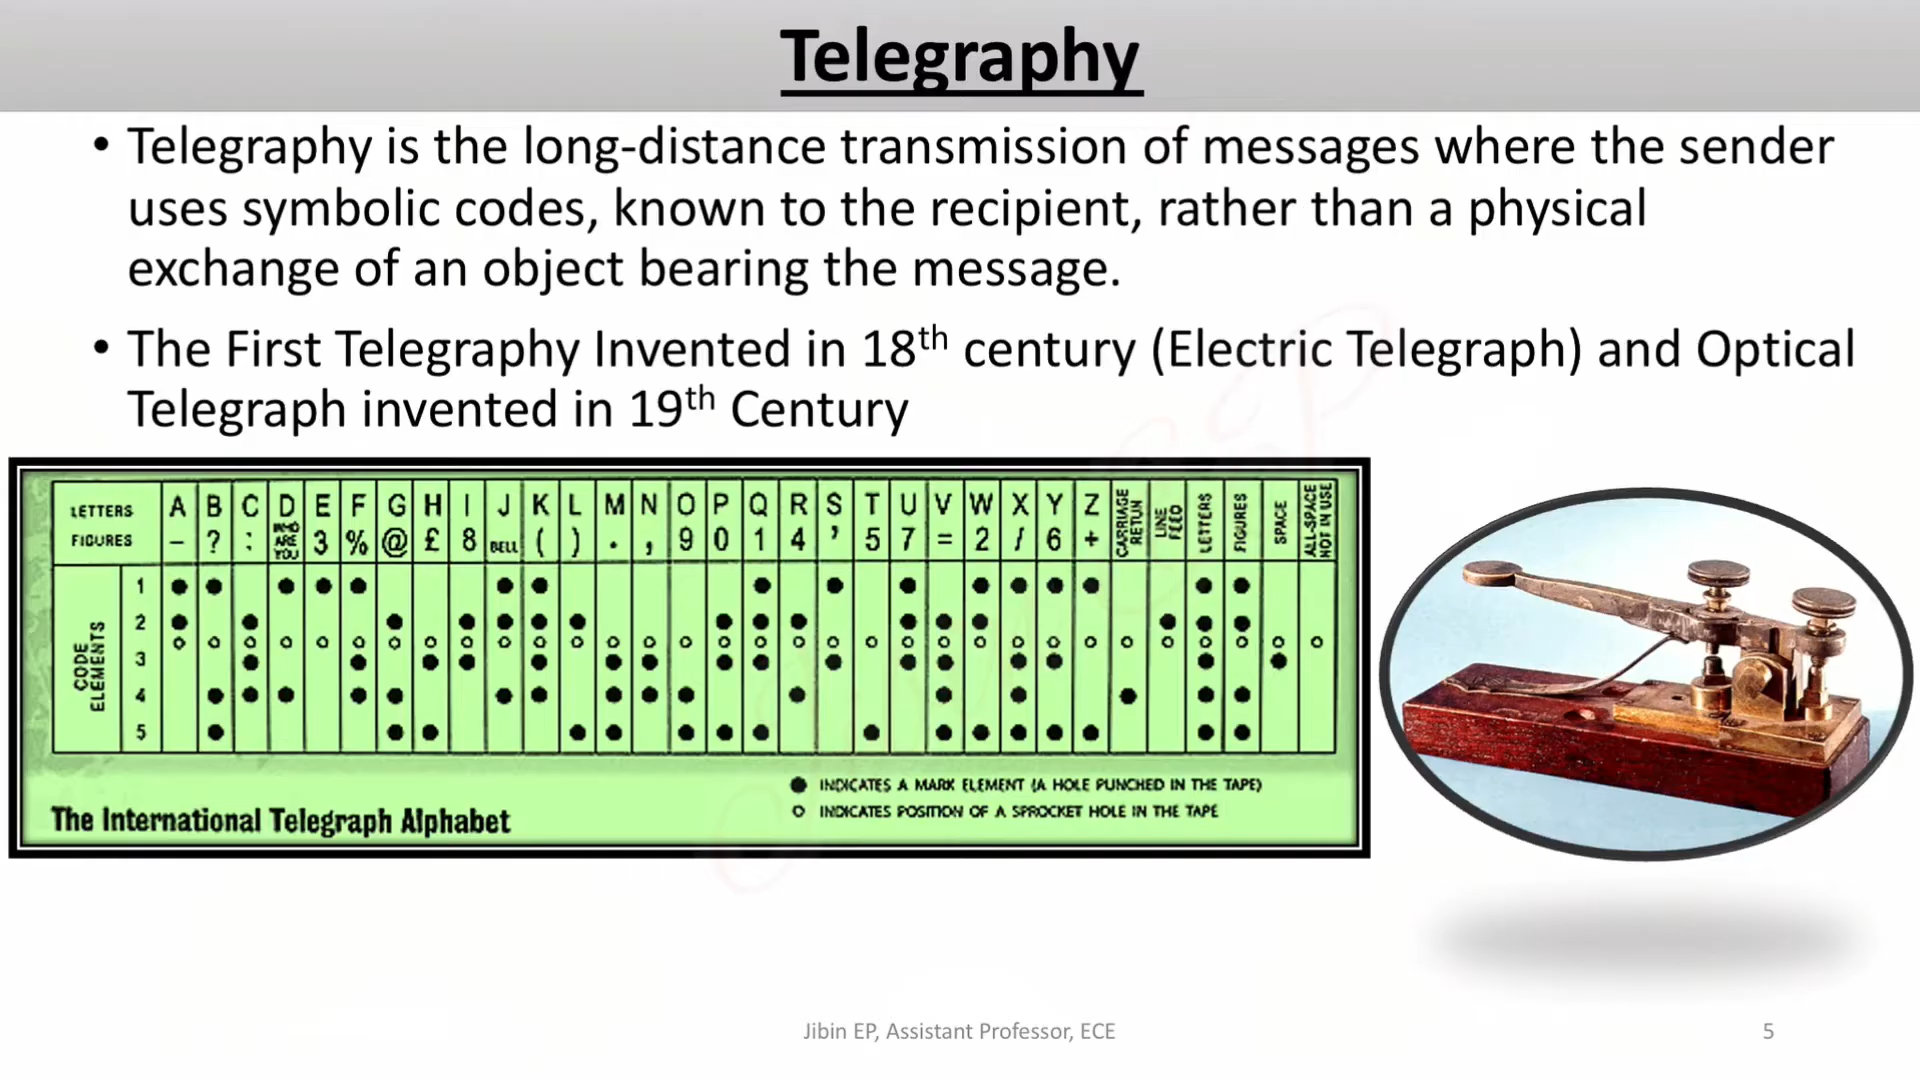 Telegraphy
• Telegraphy is the long-distance transmission of messages where the sender
uses symbolic codes, known to the recipient, rather than a physical
exchange of an object bearing the message.
• The First Telegraphy Invented in 18th century (Electric Telegraph) and Optical
Telegraph invented in 19th Century
LETTERS A B C D E F G H I J K L M N O P Q R S T U V W X Y Z CARRIAGE RETUN LINE FEED LETTERS FIGURES SPACE ALL-SPACE NOT IN USE
FIGURES – ? : WHO ARE YOU 3 % @ £ 8 BELL ( ) . , 9 0 1 4 ' 5 7 = 2 / 6 +
CODE ELEMENTS
1
2
3
4
5
● INDICATES A MARK ELEMENT (A HOLE PUNCHED IN THE TAPE)
○ INDICATES POSITION OF A SPROCKET HOLE IN THE TAPE
The International Telegraph Alphabet
Jibin EP, Assistant Professor, ECE
5